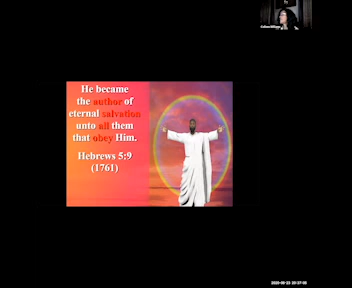 He became
the author of
eternal salvation
unto all them
that obey Him.
Hebrews 5:9
(1761)